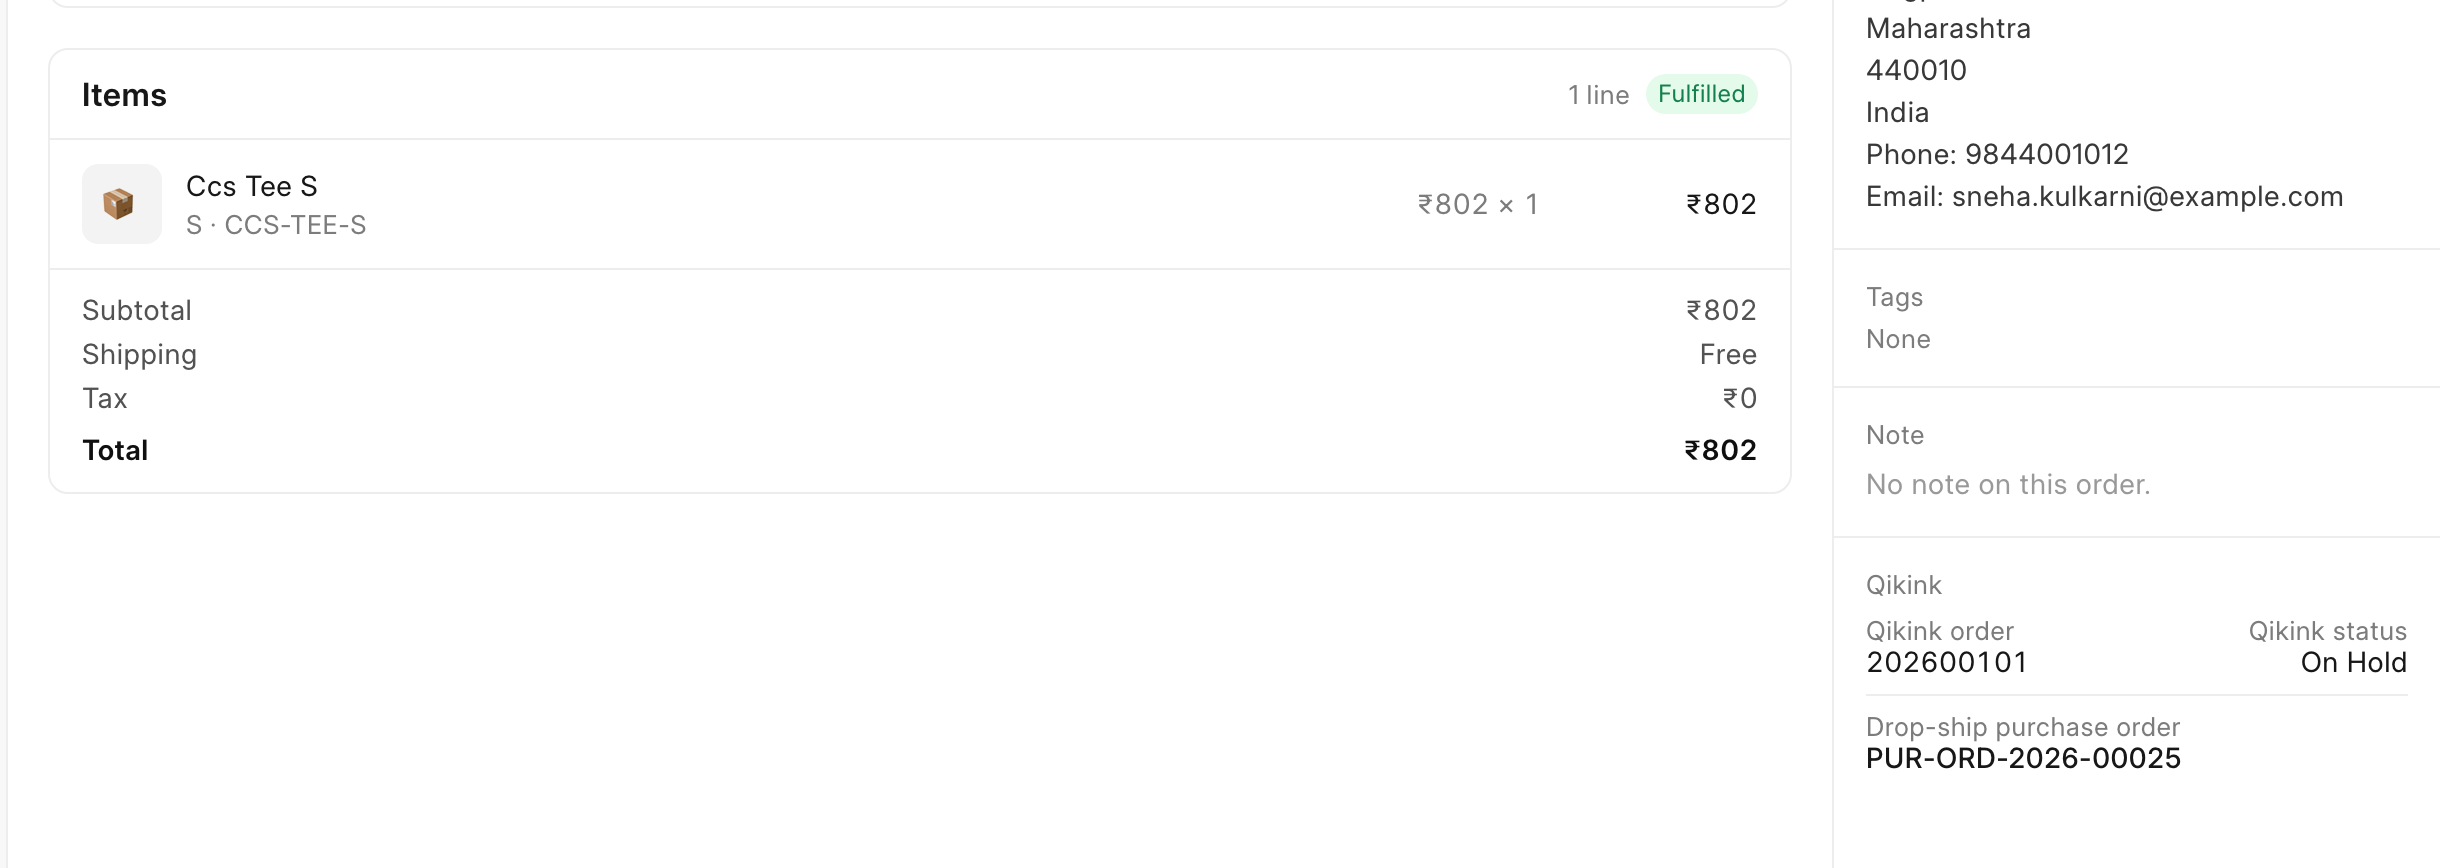 Items
1 line
Fulfilled
Ccs Tee S
S · CCS-TEE-S
₹802 × 1
₹802
Subtotal
₹802
Shipping
Free
Tax
₹0
Total
₹802
Maharashtra
440010
India
Phone: 9844001012
Email: sneha.kulkarni@example.com
Tags
None
Note
No note on this order.
Qikink
Qikink order
Qikink status
202600101
On Hold
Drop-ship purchase order
PUR-ORD-2026-00025